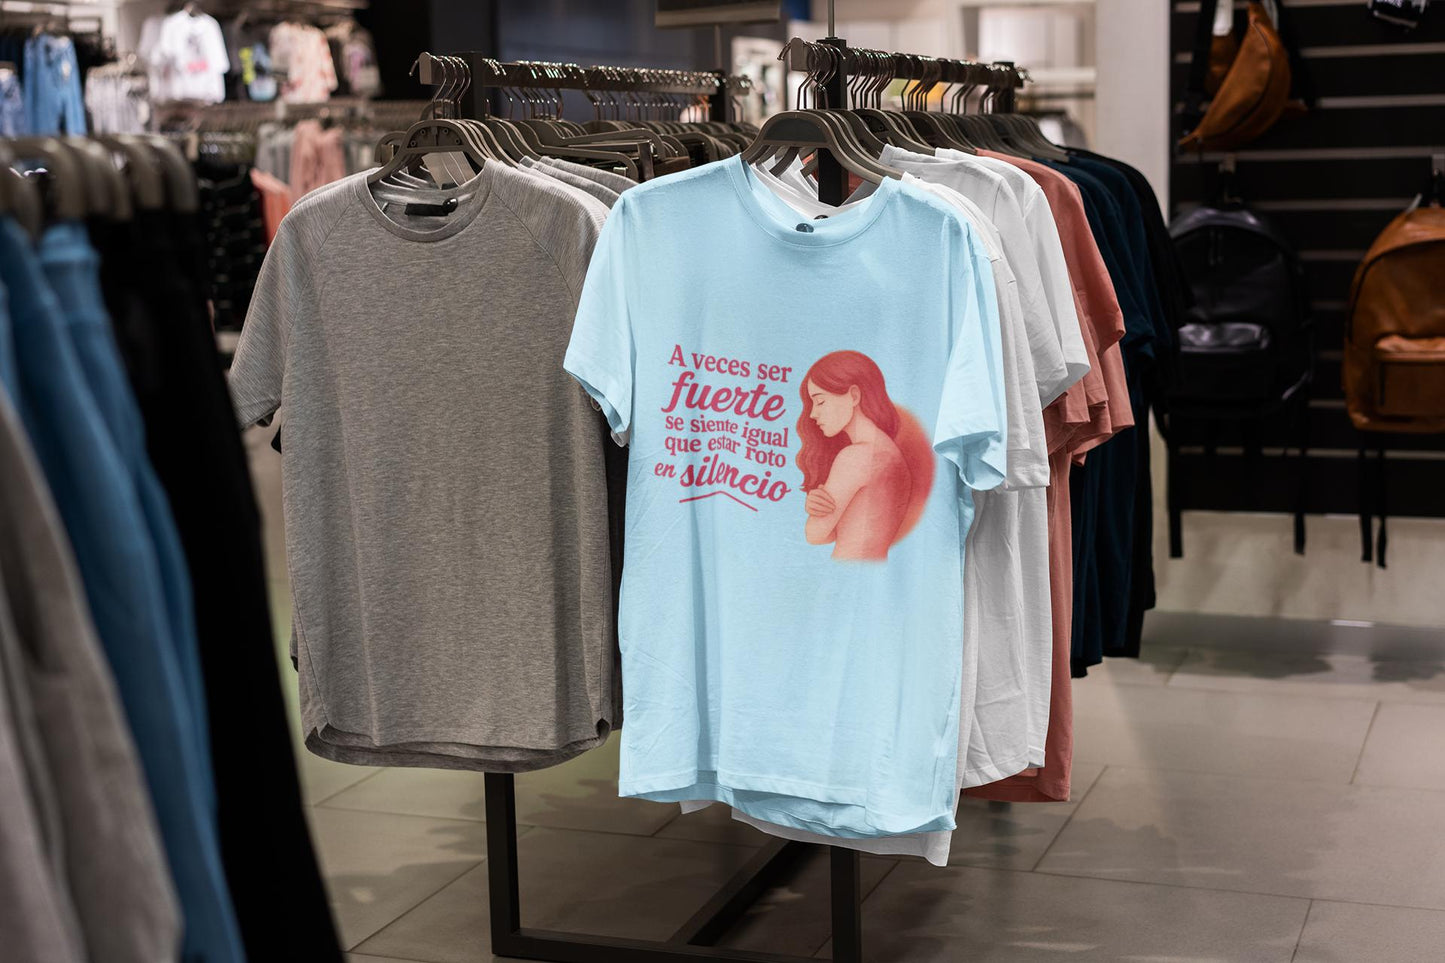 A veces ser
fuerte
se siente igual
que estar roto
en silencio